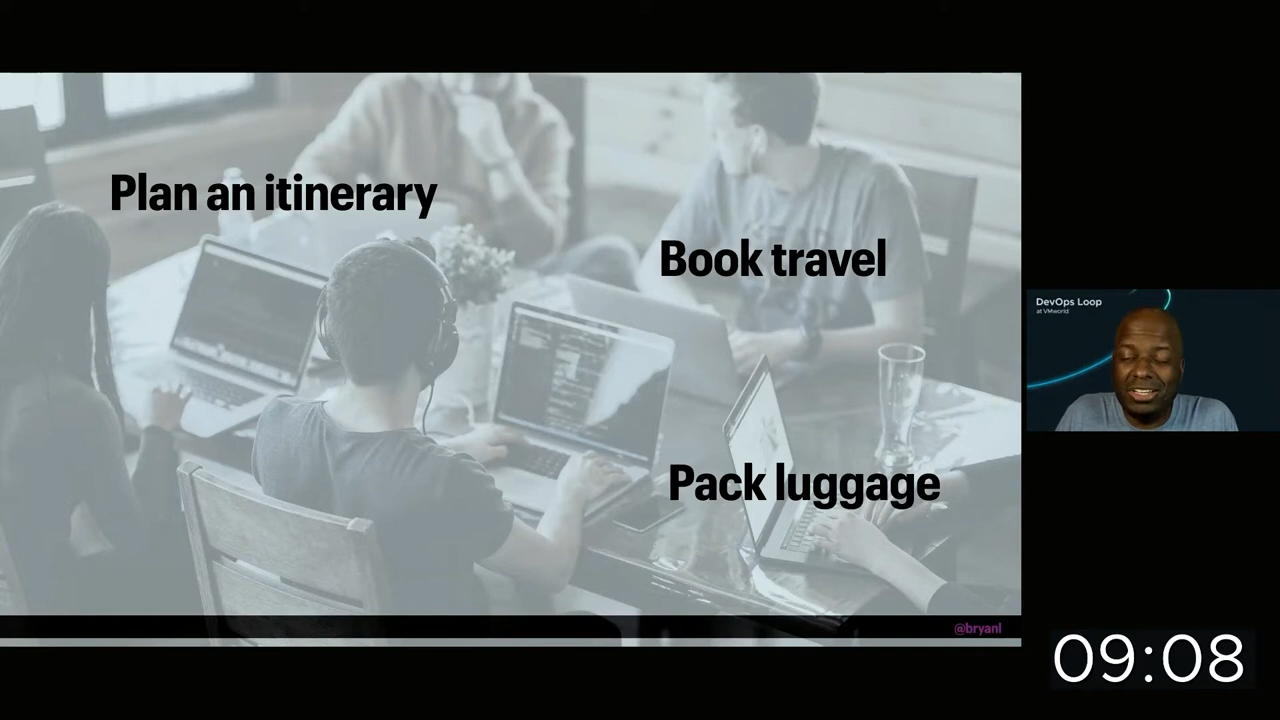 Plan an itinerary
Book travel
Pack luggage
DevOps Loop
at VMworld
@bryanl
09:08